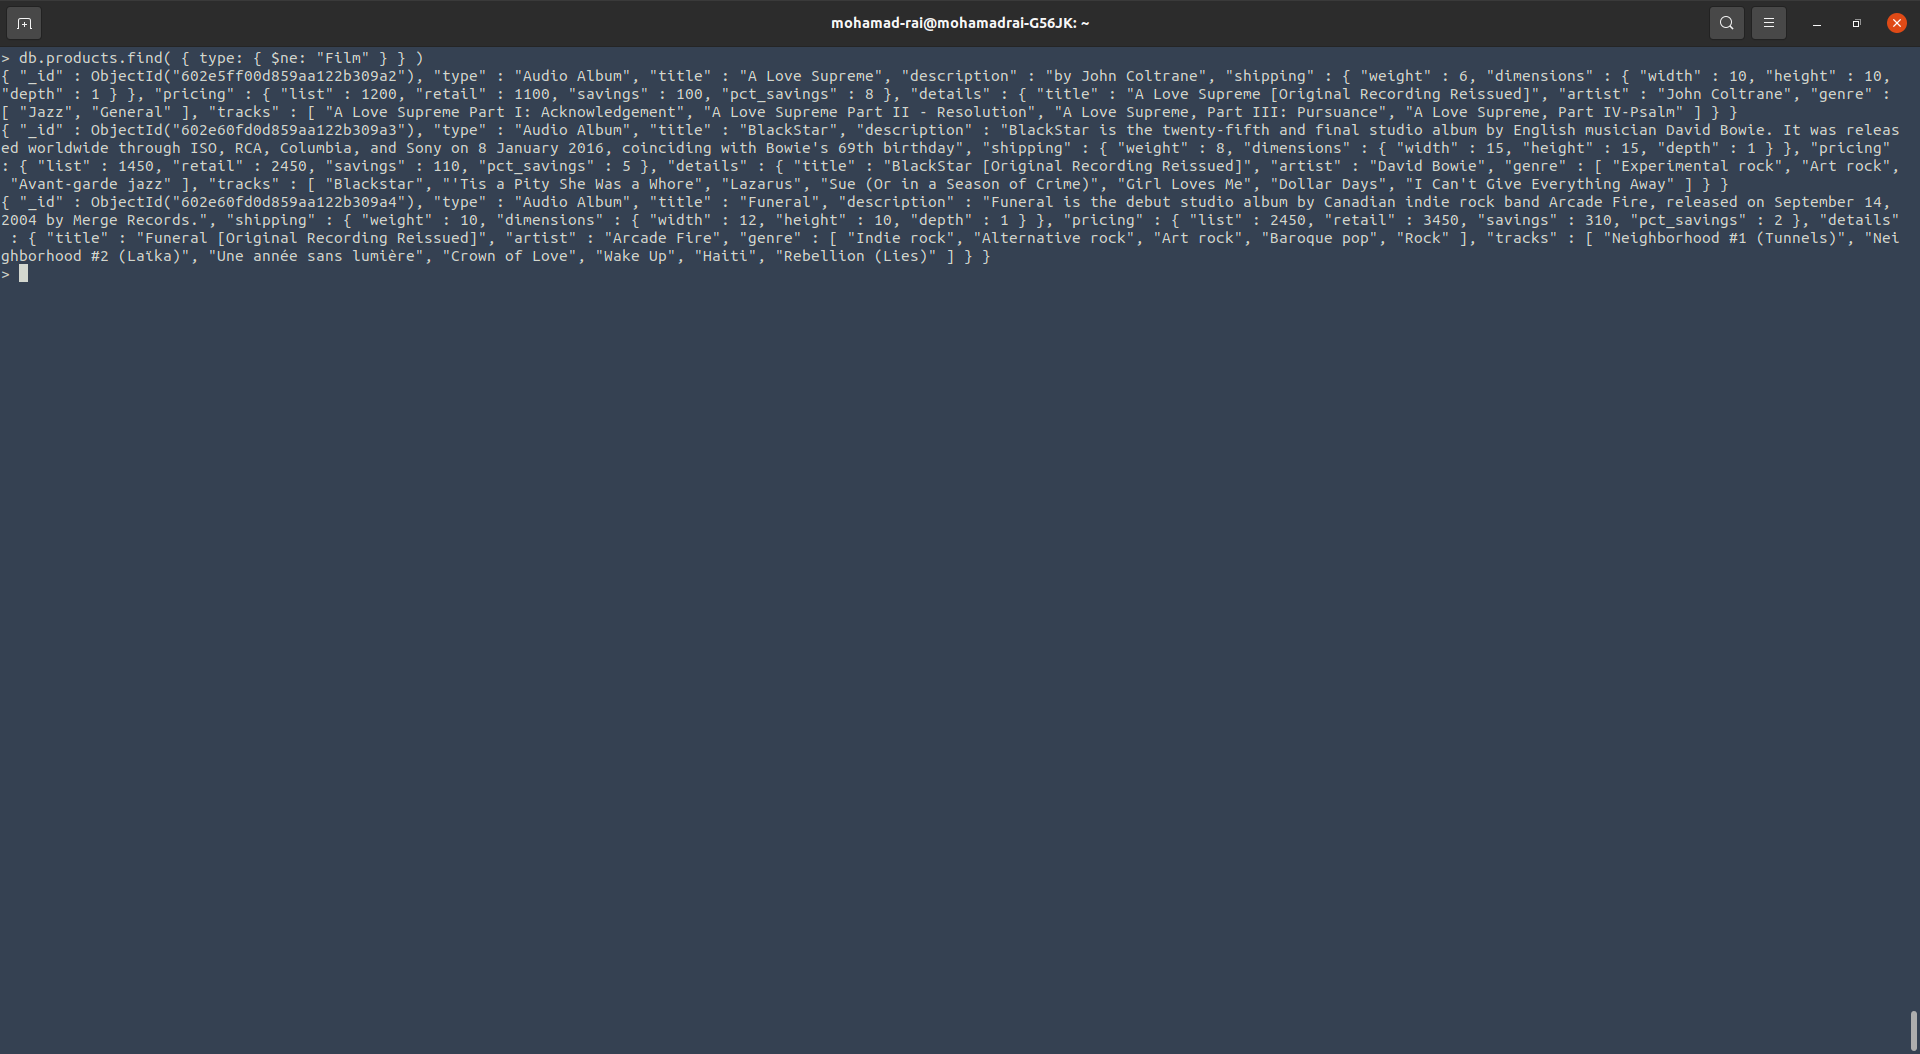 mohamad-rai@mohamadrai-G56JK: ~
> db.products.find( { type: { $ne: "Film" } } )
{ "_id" : ObjectId("602e5ff00d859aa122b309a2"), "type" : "Audio Album", "title" : "A Love Supreme", "description" : "by John Coltrane", "shipping" : { "weight" : 6, "dimensions" : { "width" : 10, "height" : 10,
"depth" : 1 } }, "pricing" : { "list" : 1200, "retail" : 1100, "savings" : 100, "pct_savings" : 8 }, "details" : { "title" : "A Love Supreme [Original Recording Reissued]", "artist" : "John Coltrane", "genre" :
[ "Jazz", "General" ], "tracks" : [ "A Love Supreme Part I: Acknowledgement", "A Love Supreme Part II - Resolution", "A Love Supreme, Part III: Pursuance", "A Love Supreme, Part IV-Psalm" ] } }
{ "_id" : ObjectId("602e60fd0d859aa122b309a3"), "type" : "Audio Album", "title" : "BlackStar", "description" : "BlackStar is the twenty-fifth and final studio album by English musician David Bowie. It was releas
ed worldwide through ISO, RCA, Columbia, and Sony on 8 January 2016, coinciding with Bowie's 69th birthday", "shipping" : { "weight" : 8, "dimensions" : { "width" : 15, "height" : 15, "depth" : 1 } }, "pricing"
: { "list" : 1450, "retail" : 2450, "savings" : 110, "pct_savings" : 5 }, "details" : { "title" : "BlackStar [Original Recording Reissued]", "artist" : "David Bowie", "genre" : [ "Experimental rock", "Art rock",
"Avant-garde jazz" ], "tracks" : [ "Blackstar", "'Tis a Pity She Was a Whore", "Lazarus", "Sue (Or in a Season of Crime)", "Girl Loves Me", "Dollar Days", "I Can't Give Everything Away" ] } }
{ "_id" : ObjectId("602e60fd0d859aa122b309a4"), "type" : "Audio Album", "title" : "Funeral", "description" : "Funeral is the debut studio album by Canadian indie rock band Arcade Fire, released on September 14,
2004 by Merge Records.", "shipping" : { "weight" : 10, "dimensions" : { "width" : 12, "height" : 10, "depth" : 1 } }, "pricing" : { "list" : 2450, "retail" : 3450, "savings" : 310, "pct_savings" : 2 }, "details"
: { "title" : "Funeral [Original Recording Reissued]", "artist" : "Arcade Fire", "genre" : [ "Indie rock", "Alternative rock", "Art rock", "Baroque pop", "Rock" ], "tracks" : [ "Neighborhood #1 (Tunnels)", "Nei
ghborhood #2 (Laïka)", "Une année sans lumière", "Crown of Love", "Wake Up", "Haiti", "Rebellion (Lies)" ] } }
>